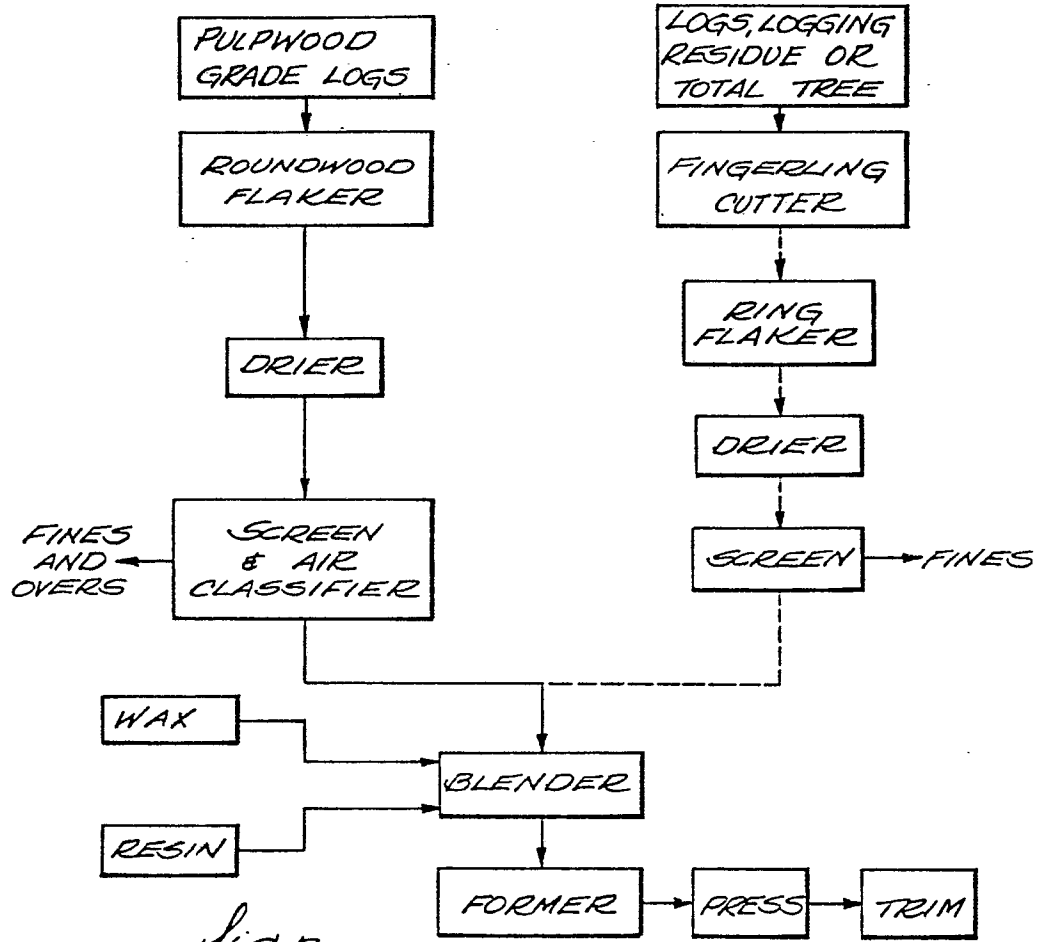 PULPWOOD
GRADE LOGS
LOGS, LOGGING
RESIDUE OR
TOTAL TREE
ROUNDWOOD
FLAKER
FINGERLING
CUTTER
RING
FLAKER
DRIER
DRIER
FINES
AND
OVERS
SCREEN
& AIR
CLASSIFIER
SCREEN
FINES
WAX
BLENDER
RESIN
FORMER
PRESS
TRIM